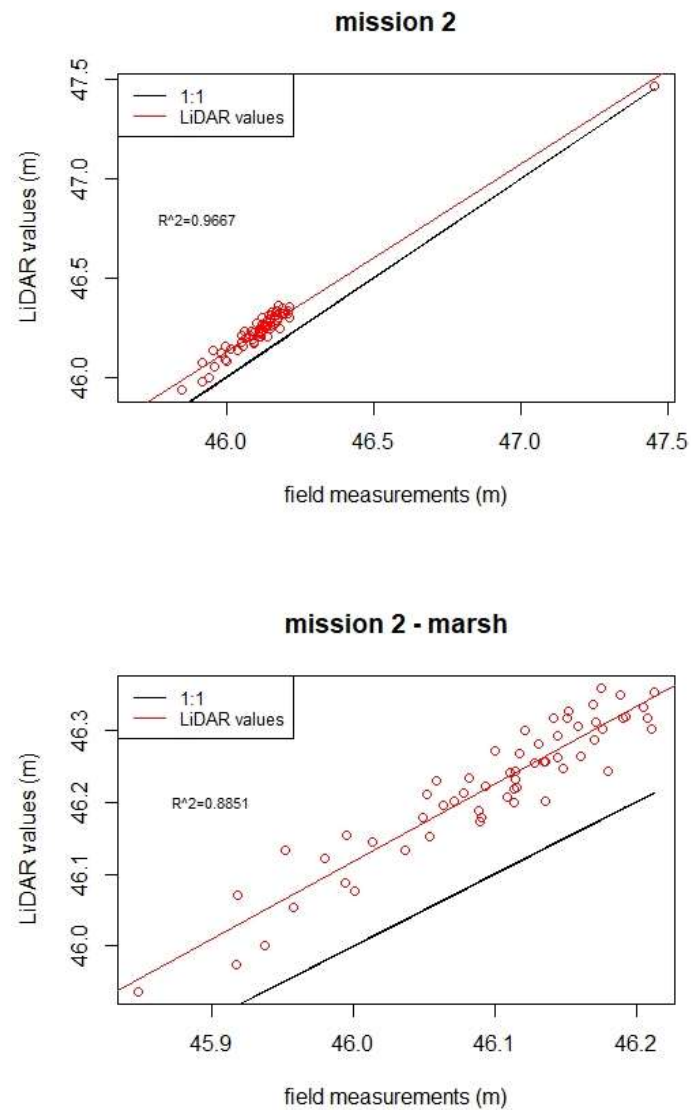 mission 2
47.5
47.0
46.5
46.0
LiDAR values (m)
1:1
LiDAR values
R^2=0.9667
46.0 46.5 47.0 47.5
field measurements (m)
mission 2 - marsh
46.3
46.2
46.1
46.0
LiDAR values (m)
1:1
LiDAR values
R^2=0.8851
45.9 46.0 46.1 46.2
field measurements (m)